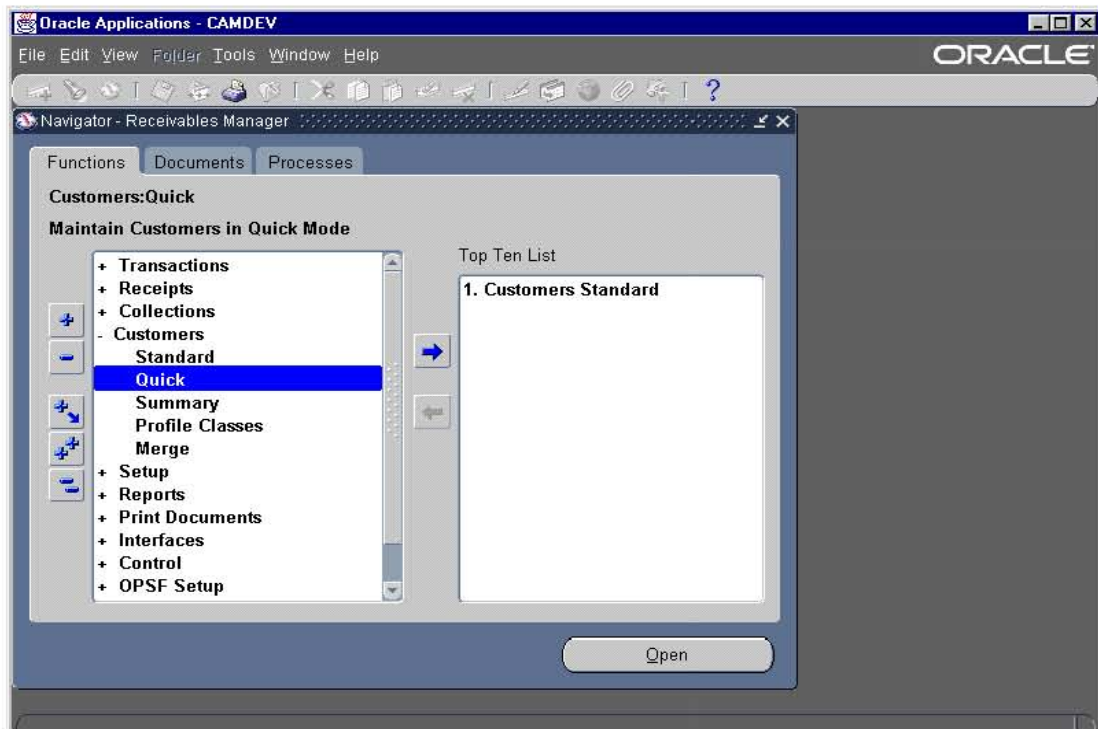 Oracle Applications - CAMDEV
File Edit View Folder Tools Window Help
ORACLE
Navigator - Receivables Manager
Functions Documents Processes
Customers:Quick
Maintain Customers in Quick Mode
+ Transactions
+ Receipts
+ Collections
- Customers
Standard
Quick
Summary
Profile Classes
Merge
+ Setup
+ Reports
+ Print Documents
+ Interfaces
+ Control
+ OPSF Setup
Top Ten List
1. Customers Standard
Open